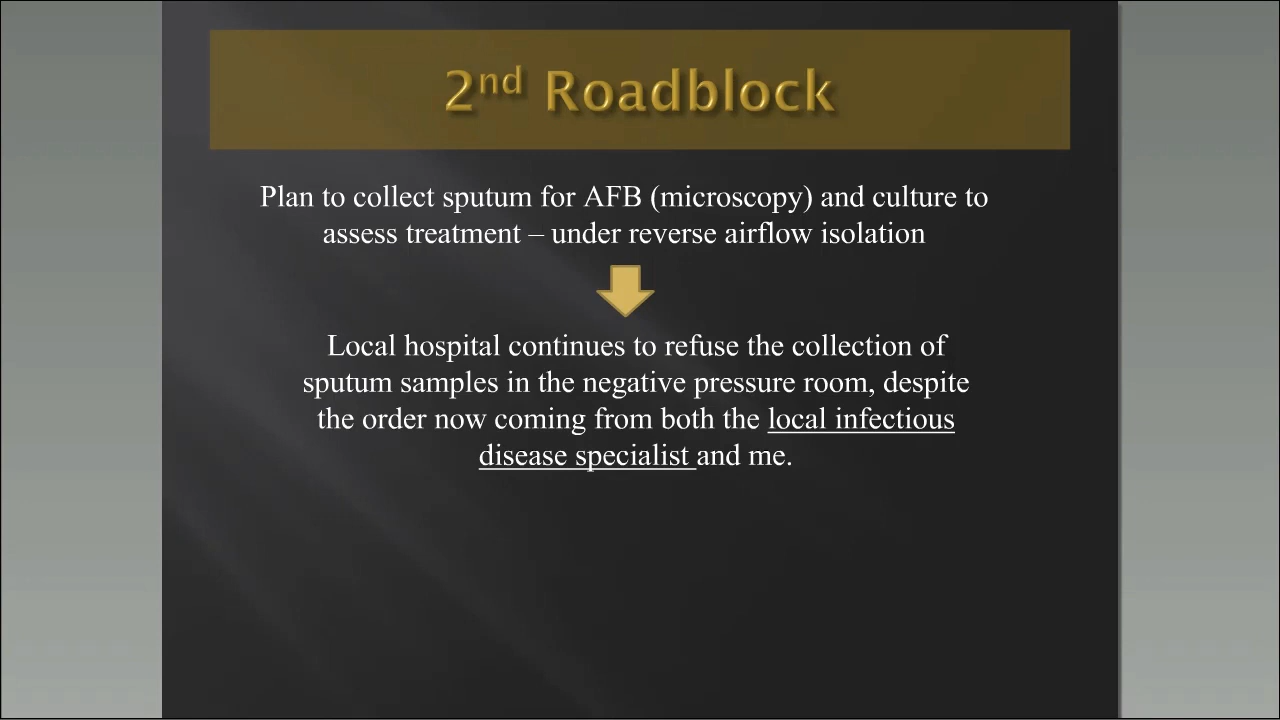 2nd Roadblock
Plan to collect sputum for AFB (microscopy) and culture to
assess treatment – under reverse airflow isolation
Local hospital continues to refuse the collection of
sputum samples in the negative pressure room, despite
the order now coming from both the local infectious
disease specialist and me.